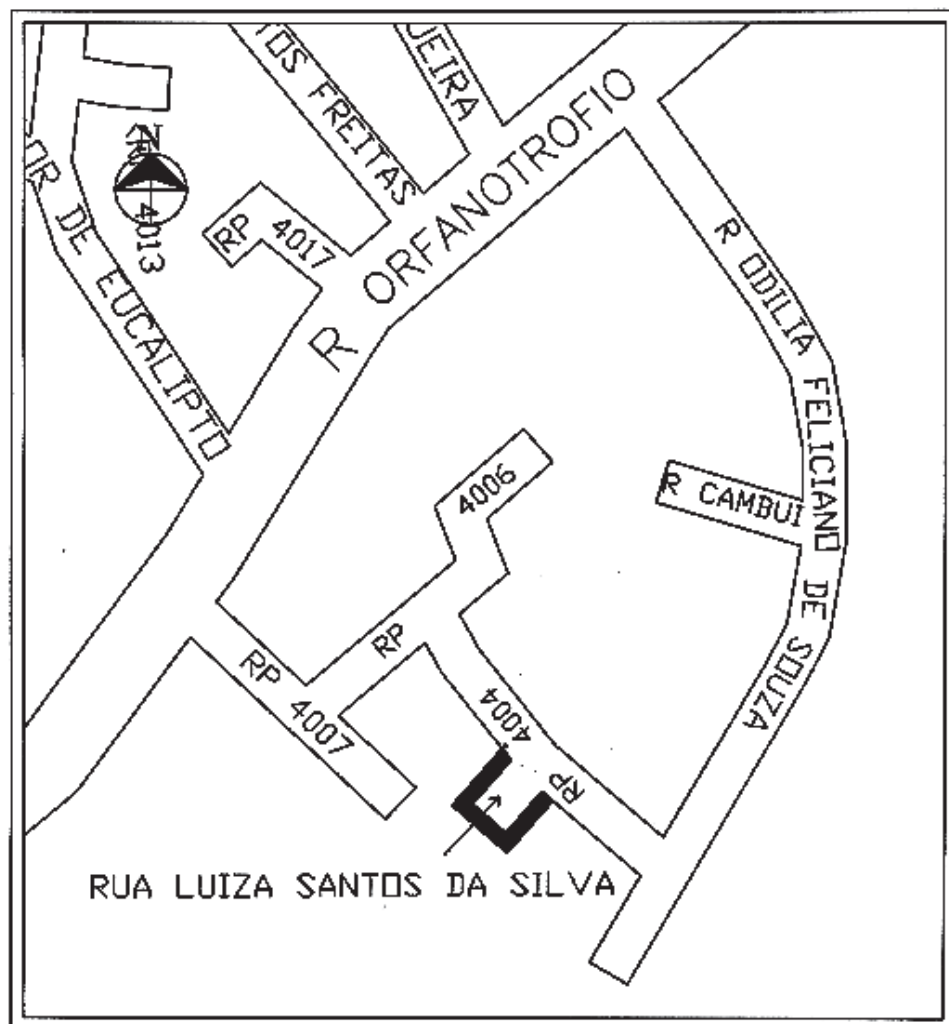 TOS FREITAS
UEIRA
R ORFANOTROFIO
N
4013
OR DE EUCALIPTO
RP 4017
R ODILIA FELICIANO DE SOUZA
R CAMBUI
RP 4006
RP 4007
RP 4004
RUA LUIZA SANTOS DA SILVA